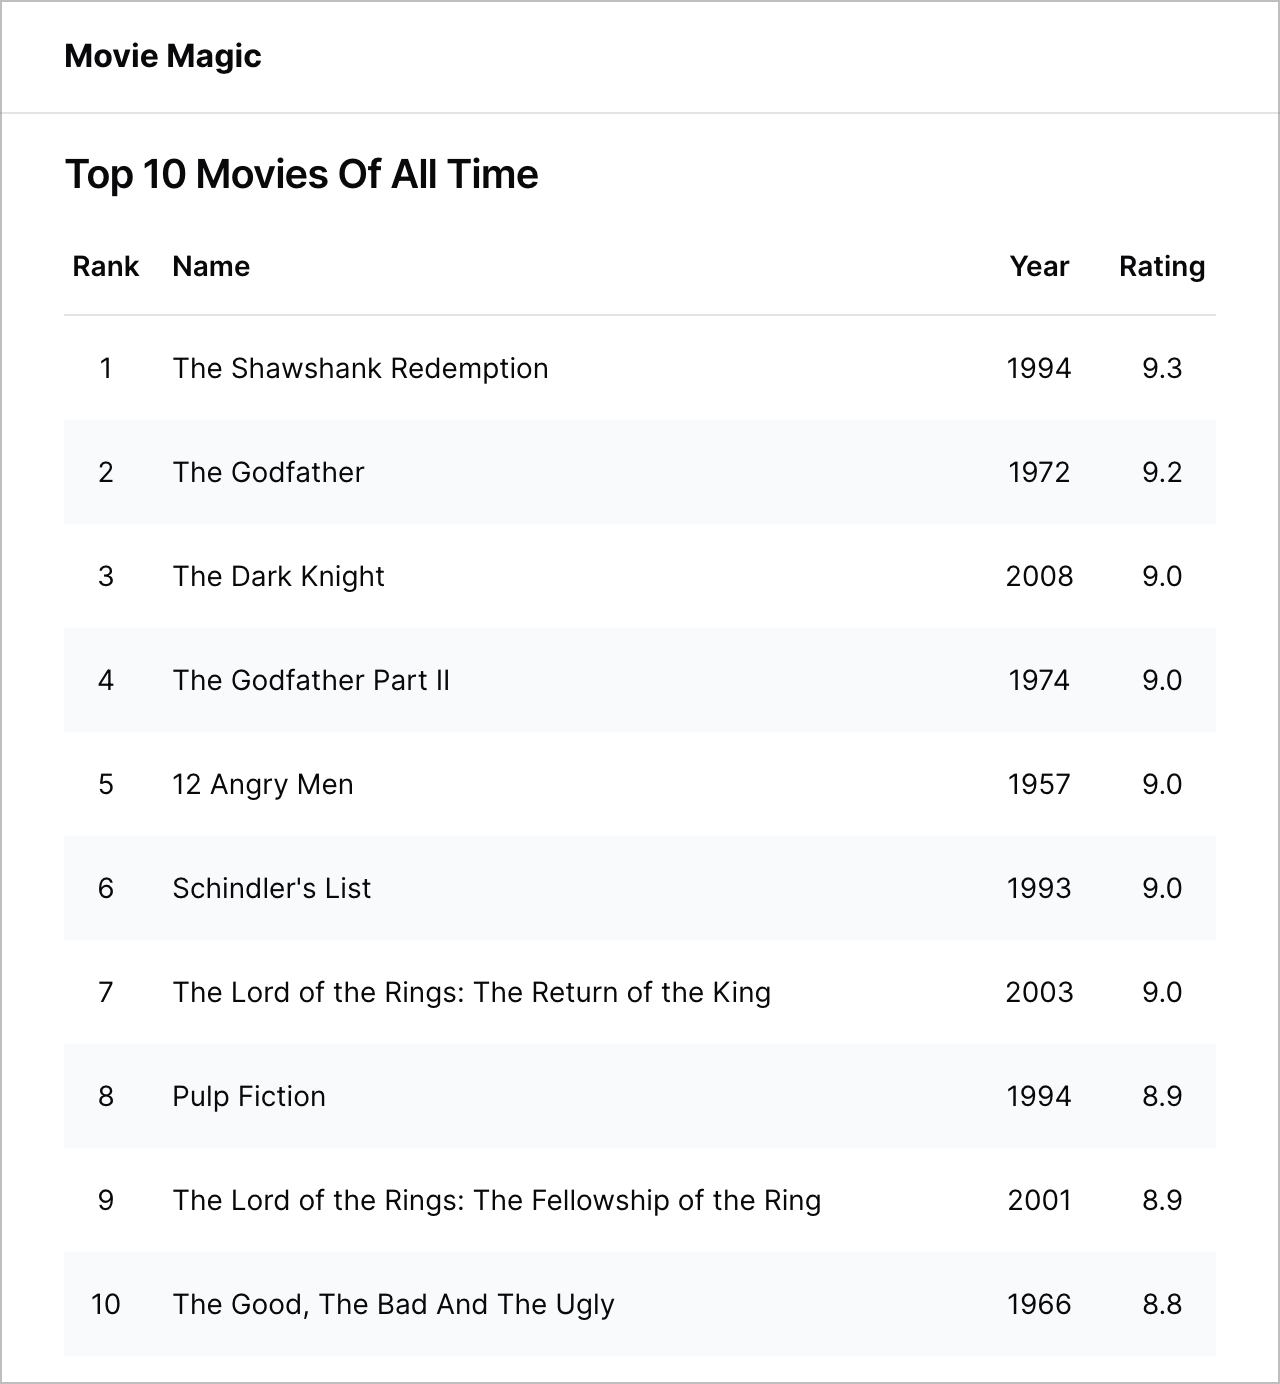 Movie Magic
Top 10 Movies Of All Time
Rank Name Year Rating
1 The Shawshank Redemption 1994 9.3
2 The Godfather 1972 9.2
3 The Dark Knight 2008 9.0
4 The Godfather Part II 1974 9.0
5 12 Angry Men 1957 9.0
6 Schindler's List 1993 9.0
7 The Lord of the Rings: The Return of the King 2003 9.0
8 Pulp Fiction 1994 8.9
9 The Lord of the Rings: The Fellowship of the Ring 2001 8.9
10 The Good, The Bad And The Ugly 1966 8.8